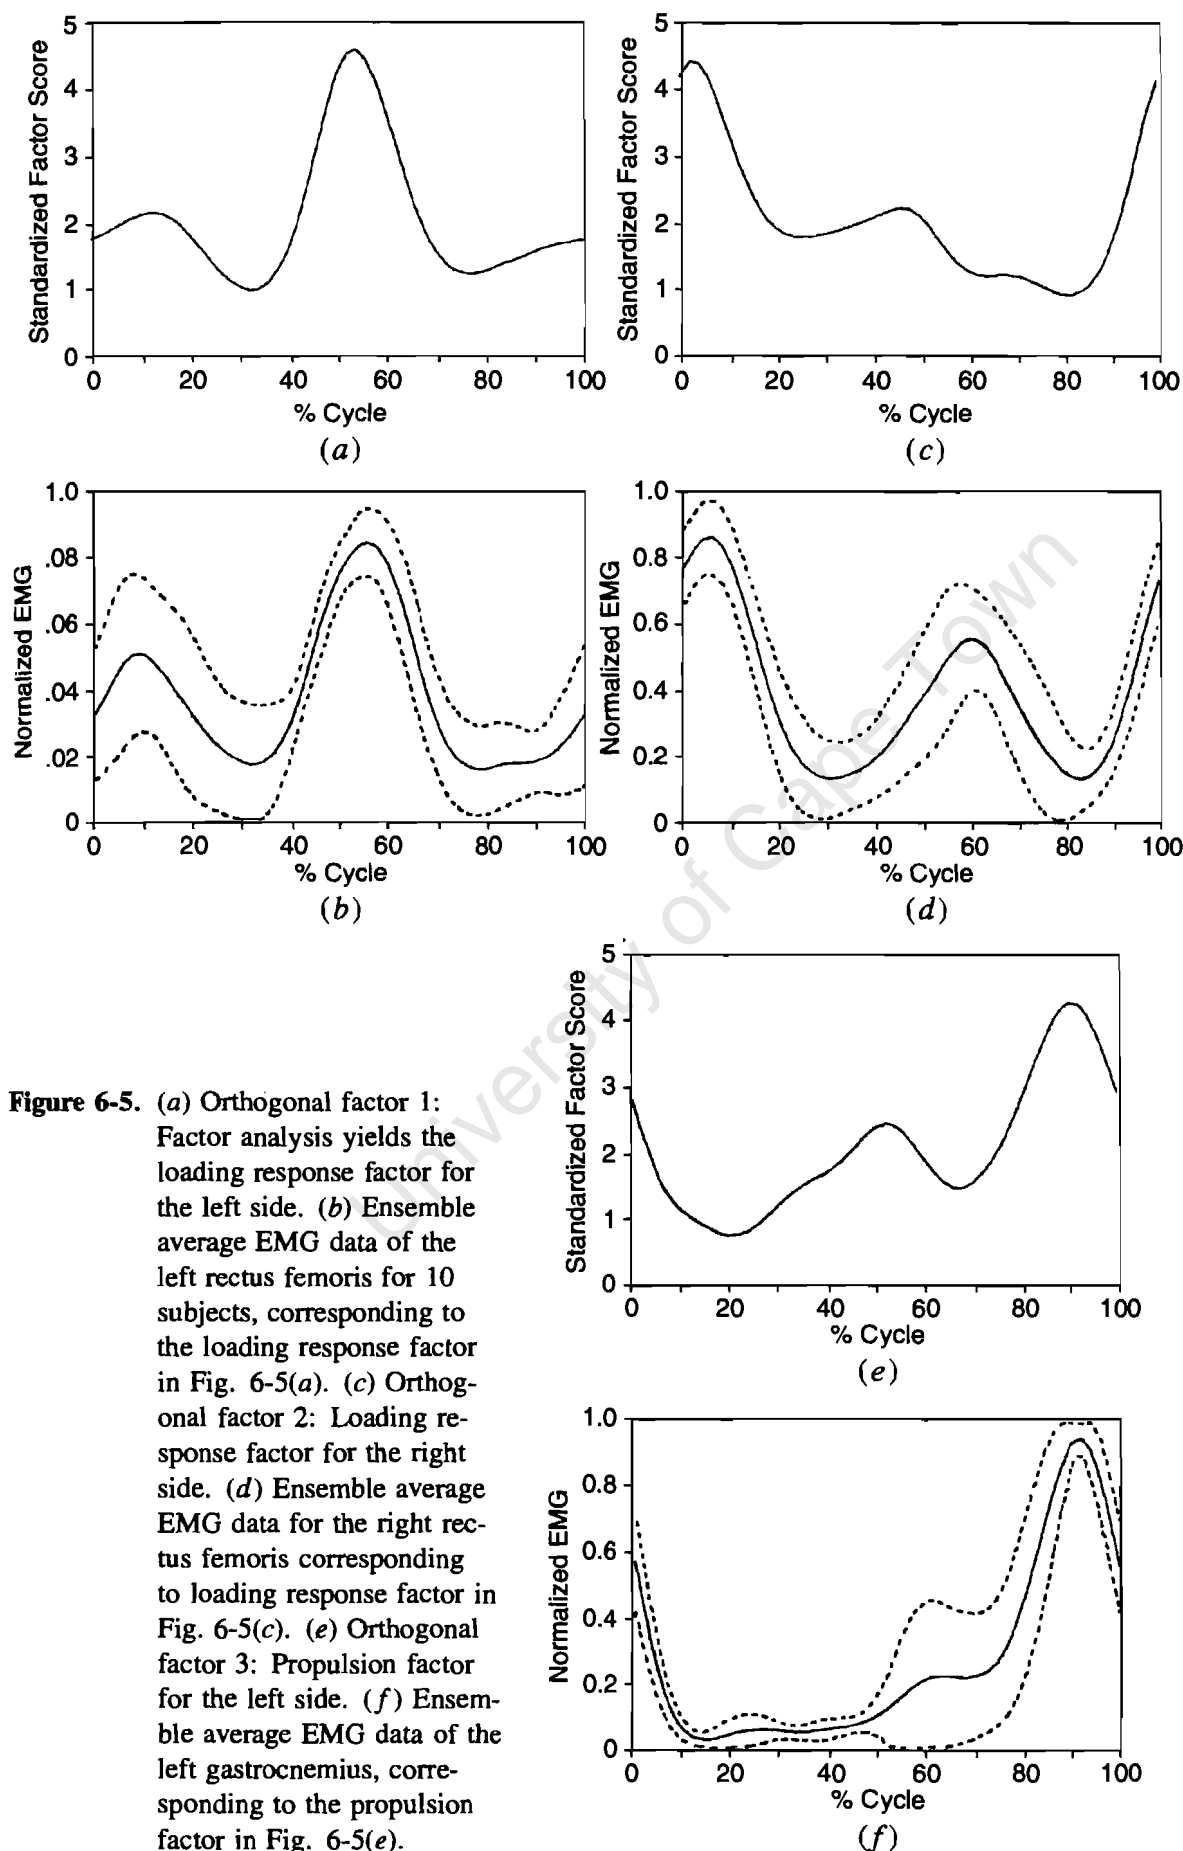 5
4
3
2
1
0
Standardized Factor Score
0 20 40 60 80 100
% Cycle
(a)
5
4
3
2
1
0
Standardized Factor Score
0 20 40 60 80 100
% Cycle
(c)
1.0
.08
.06
.04
.02
0
Normalized EMG
0 20 40 60 80 100
% Cycle
(b)
1.0
0.8
0.6
0.4
0.2
0
Normalized EMG
0 20 40 60 80 100
% Cycle
(d)
5
4
3
2
1
0
Standardized Factor Score
0 20 40 60 80 100
% Cycle
(e)
1.0
0.8
0.6
0.4
0.2
0
Normalized EMG
0 20 40 60 80 100
% Cycle
(f)
Figure 6-5. (a) Orthogonal factor 1:
Factor analysis yields the
loading response factor for
the left side. (b) Ensemble
average EMG data of the
left rectus femoris for 10
subjects, corresponding to
the loading response factor
in Fig. 6-5(a). (c) Orthog-
onal factor 2: Loading re-
sponse factor for the right
side. (d) Ensemble average
EMG data for the right rec-
tus femoris corresponding
to loading response factor in
Fig. 6-5(c). (e) Orthogonal
factor 3: Propulsion factor
for the left side. (f) Ensem-
ble average EMG data of the
left gastrocnemius, corre-
sponding to the propulsion
factor in Fig. 6-5(e).
University of Cape Town